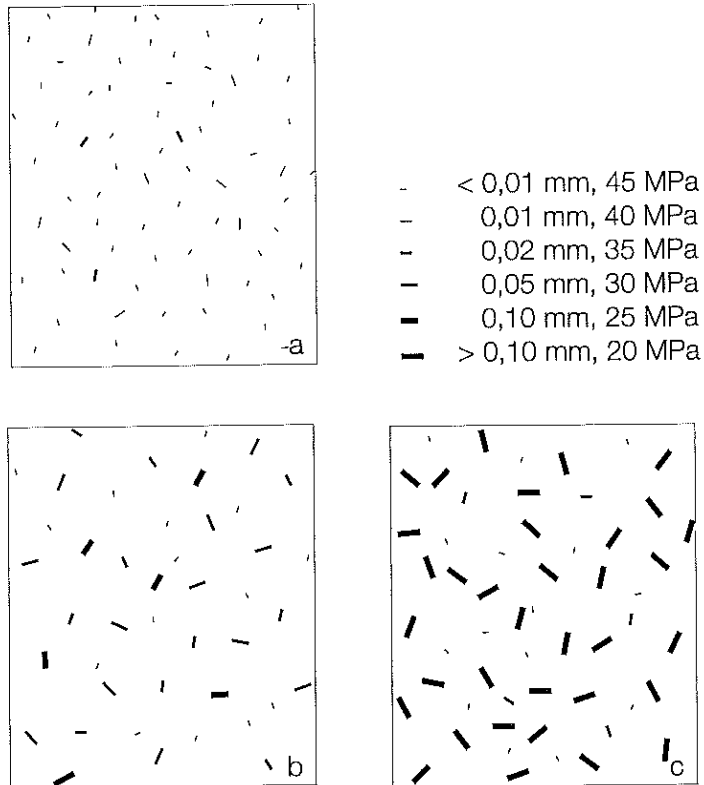 < 0,01 mm, 45 MPa
0,01 mm, 40 MPa
0,02 mm, 35 MPa
0,05 mm, 30 MPa
0,10 mm, 25 MPa
> 0,10 mm, 20 MPa
-a
b
c